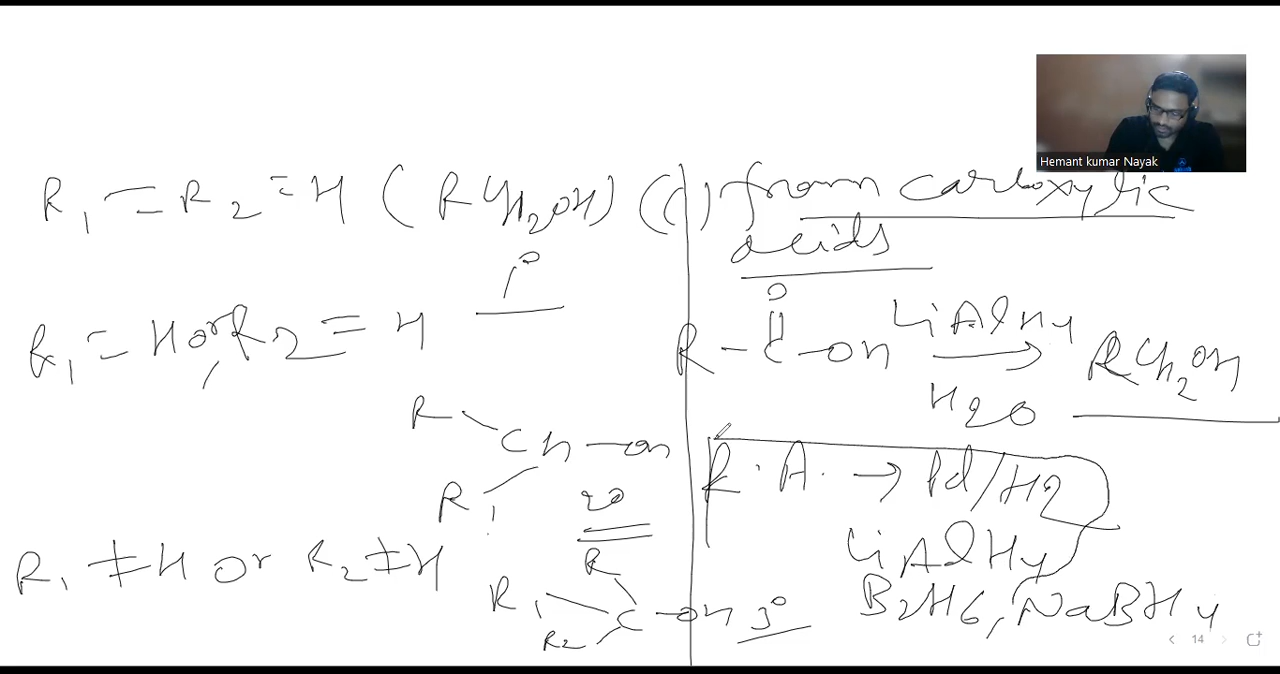 Hemant kumar Nayak
R₁ = R₂ = H (RCH₂OH)
1°
R₁ = H or R₂ = H
R
CH-OH
R₁
2°
R₁ ≠ H or R₂ ≠ H
R
R₁ C-OH 3°
R₂
(c) from carboxylic
acids
O
R-C-OH LiAlH₄ → RCH₂OH
H₂O
R.A. → Pd/H₂
LiAlH₄
B₂H₆, NaBH₄
14